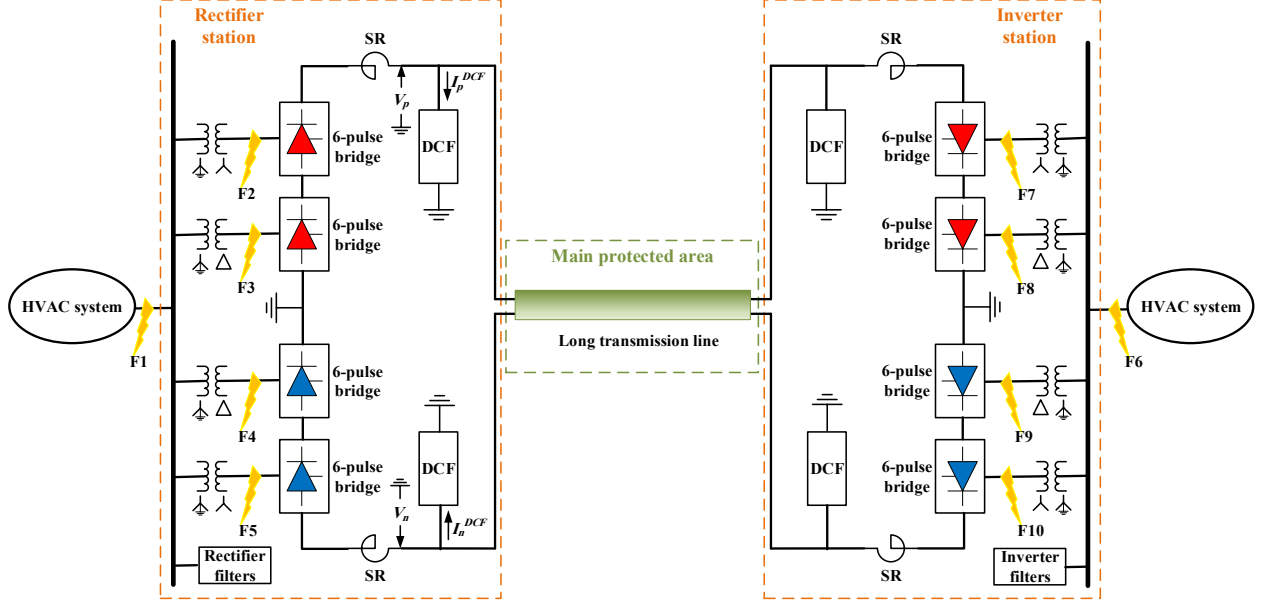 Rectifier
station
SR
V_p
I_p^{DCF}
6-pulse
bridge
DCF
F2
6-pulse
bridge
F3
HVAC system
F1
6-pulse
bridge
F4
DCF
6-pulse
bridge
V_n
I_n^{DCF}
F5
Rectifier
filters
SR
Main protected area
Long transmission line
Inverter
station
SR
DCF
6-pulse
bridge
F7
6-pulse
bridge
F8
HVAC system
F6
6-pulse
bridge
F9
DCF
6-pulse
bridge
F10
Inverter
filters
SR